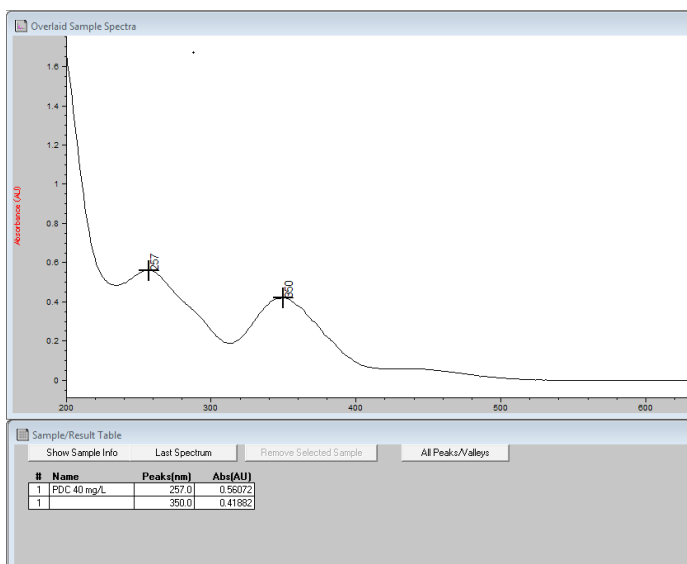 Overlaid Sample Spectra
Absorbance (AU)
1.6
1.4
1.2
1
0.8
0.6
0.4
0.2
0
257
350
200 300 400 500 600
Sample/Result Table
Show Sample Info Last Spectrum Remove Selected Sample All Peaks/Valleys
# Name Peaks(nm) Abs(AU)
1 PDC 40 mg/L 257.0 0.56072
1 350.0 0.41882